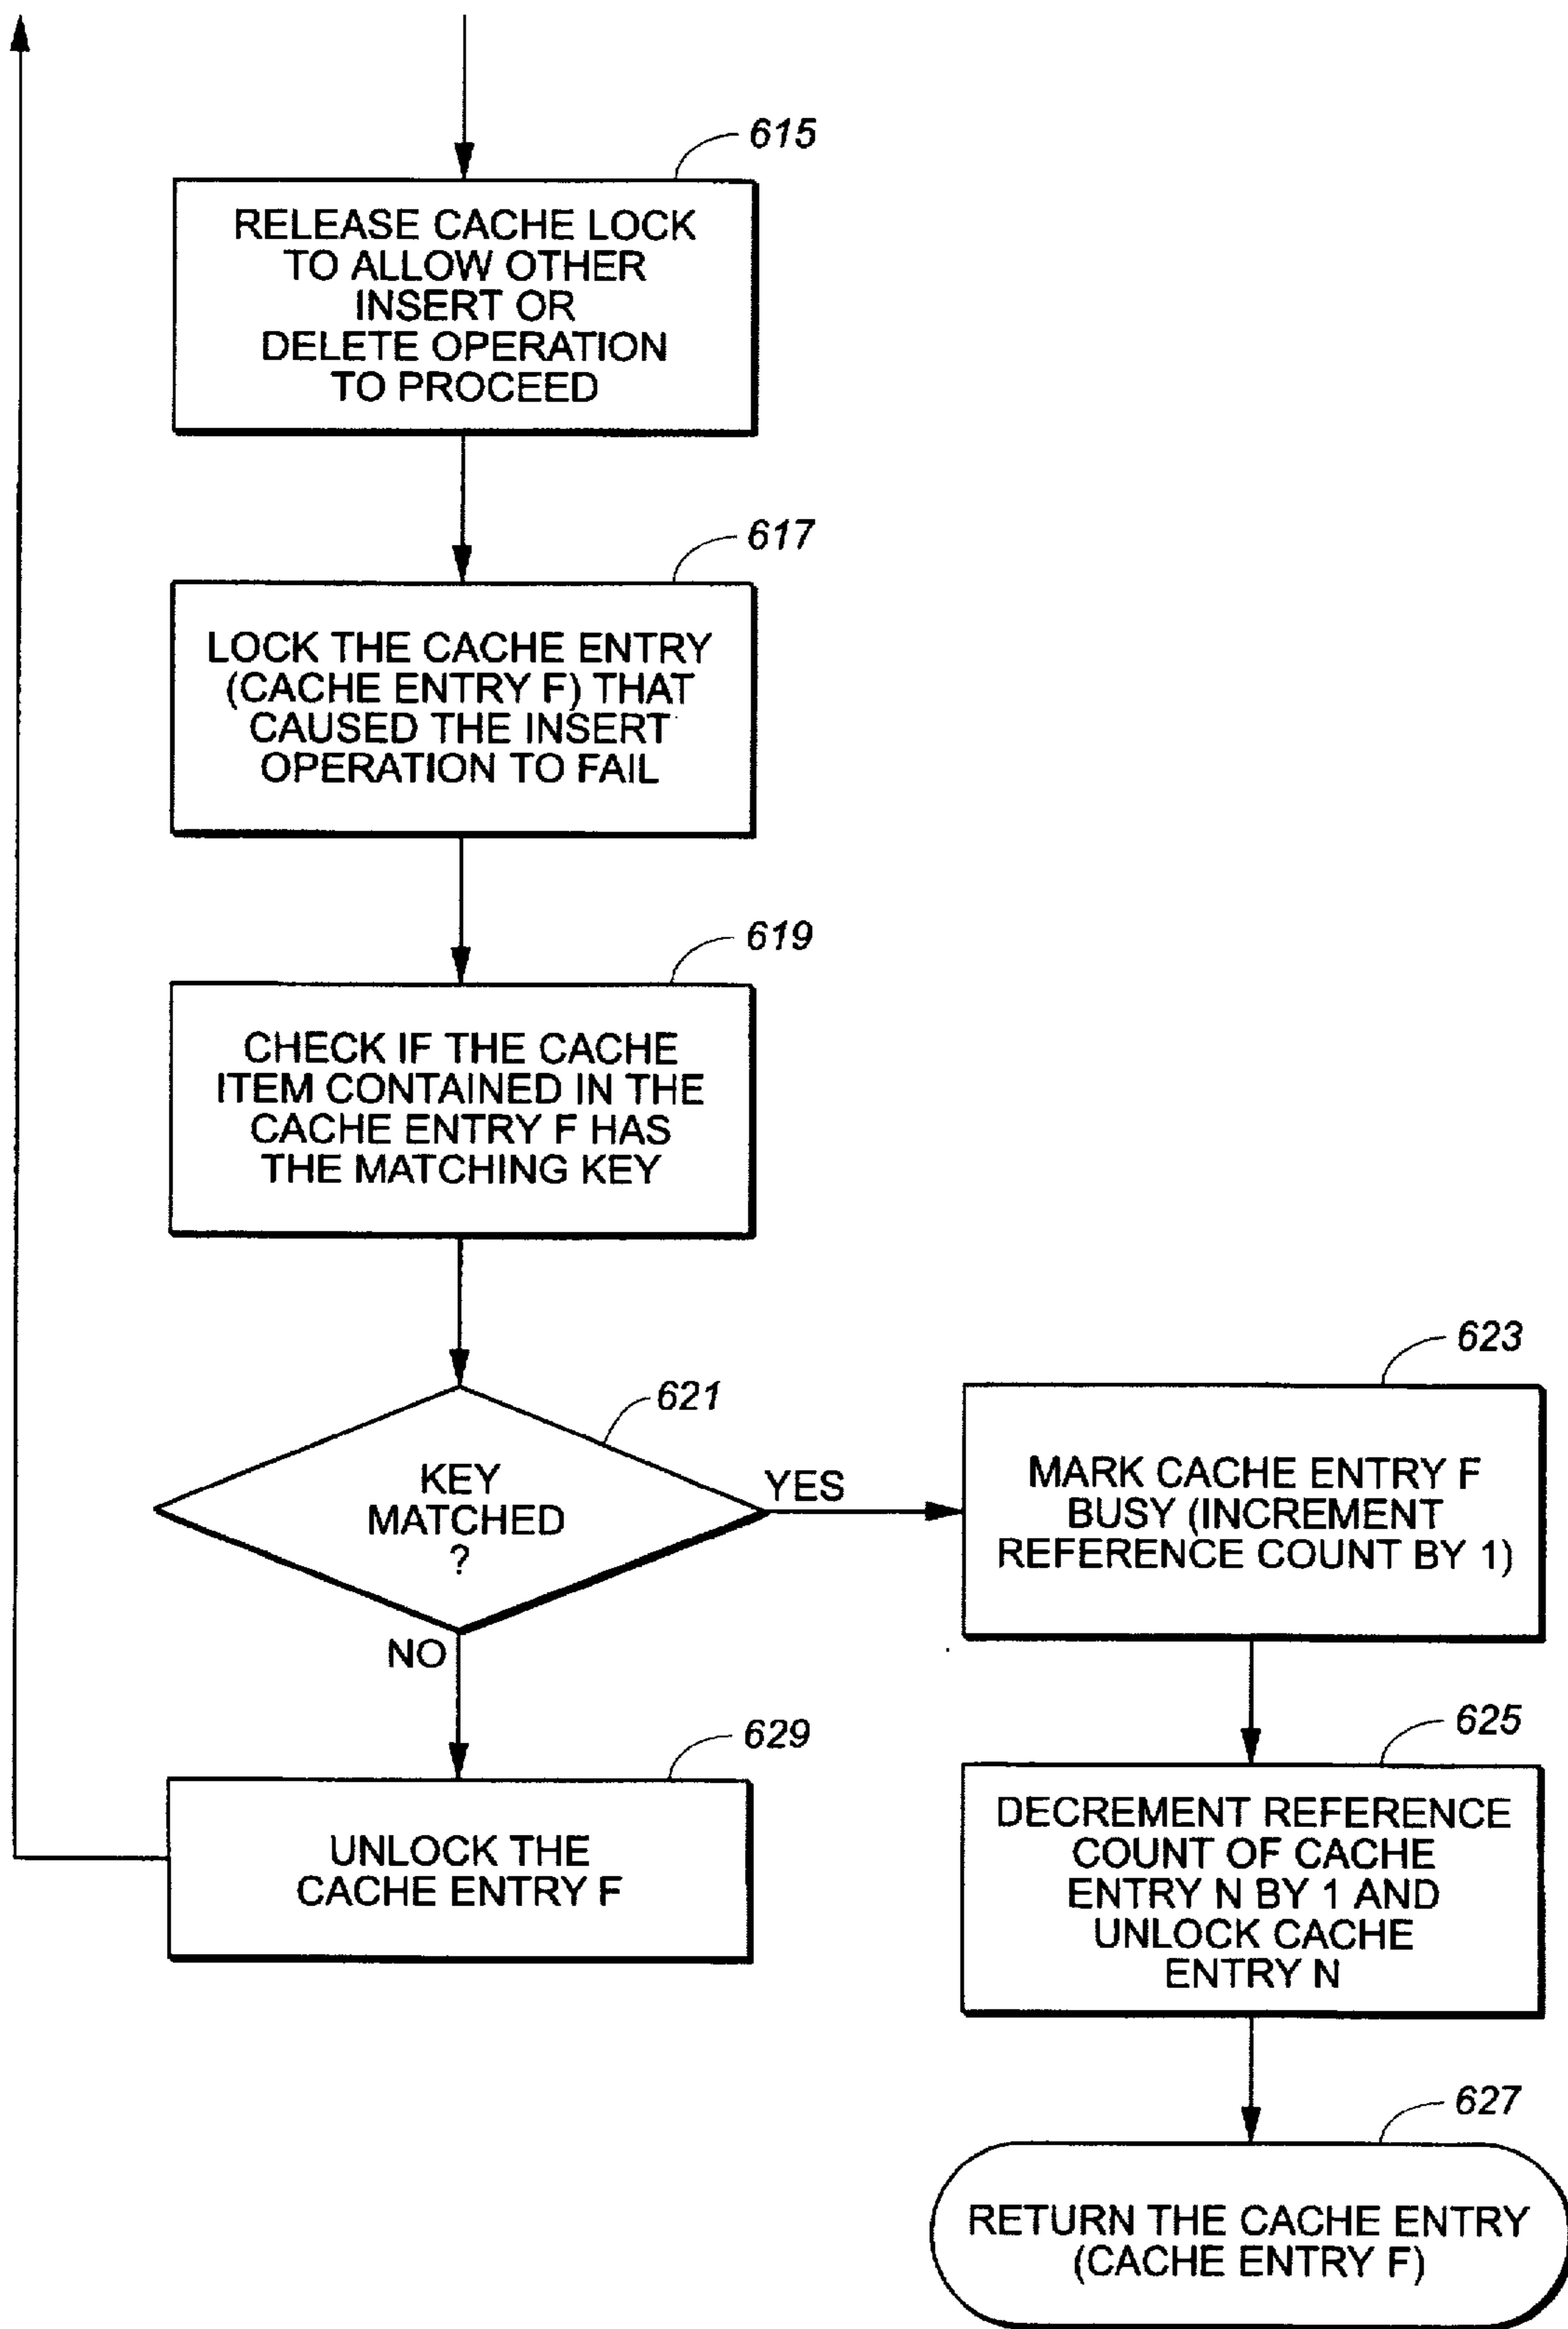 615
RELEASE CACHE LOCK
TO ALLOW OTHER
INSERT OR
DELETE OPERATION
TO PROCEED
617
LOCK THE CACHE ENTRY
(CACHE ENTRY F) THAT
CAUSED THE INSERT
OPERATION TO FAIL
619
CHECK IF THE CACHE
ITEM CONTAINED IN THE
CACHE ENTRY F HAS
THE MATCHING KEY
621
KEY
MATCHED
?
YES
NO
623
MARK CACHE ENTRY F
BUSY (INCREMENT
REFERENCE COUNT BY 1)
625
DECREMENT REFERENCE
COUNT OF CACHE
ENTRY N BY 1 AND
UNLOCK CACHE
ENTRY N
629
UNLOCK THE
CACHE ENTRY F
627
RETURN THE CACHE ENTRY
(CACHE ENTRY F)